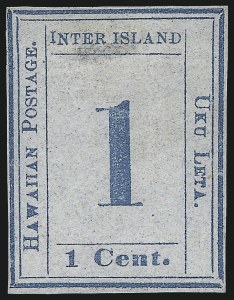 INTER ISLAND
HAWAIIAN POSTAGE.
1
UKU LETA.
1 Cent.